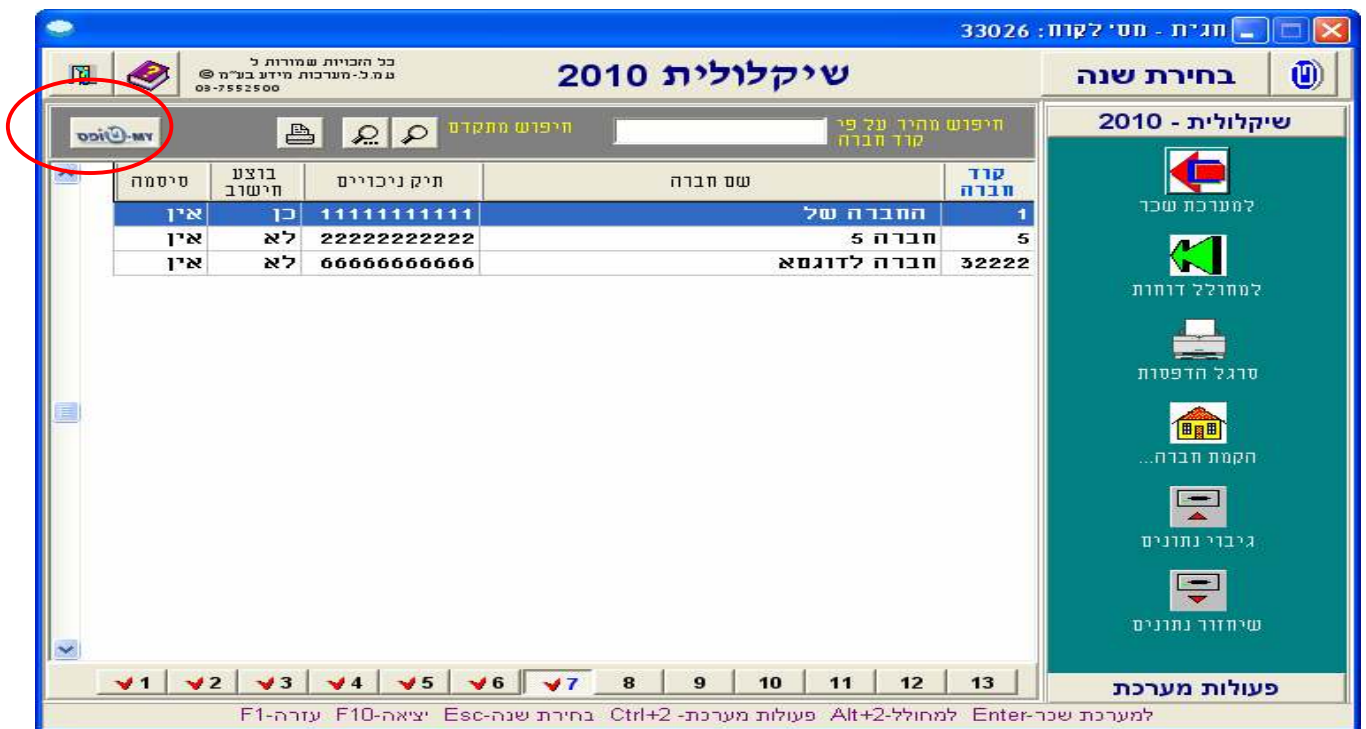 חגית - מס' לקוח: 33026
בחירת שנה
שיקלולית 2010
כל הזכויות שמורות ל
עמ.ל-מערכות מידע בע"מ ©
03-7552500
שיקלולית - 2010
חיפוש מהיר על פי
קוד חברה
חיפוש מתקדם
קוד חברה שם חברה תיק ניכויים בוצע חישוב סיסמה
1 החברה של 11111111111 כן אין
5 חברה 5 22222222222 לא אין
32222 חברה לדוגמא 66666666666 לא אין
למערכת שכר
למחולל דוחות
סרגל הדפסות
הקמת חברה...
גיבוי נתונים
שיחזור נתונים
פעולות מערכת
1 2 3 4 5 6 7 8 9 10 11 12 13
למערכת שכר-Enter למחולל-Alt+2 פעולות מערכת- Ctrl+2 בחירת שנה-Esc יציאה-F10 עזרה-F1